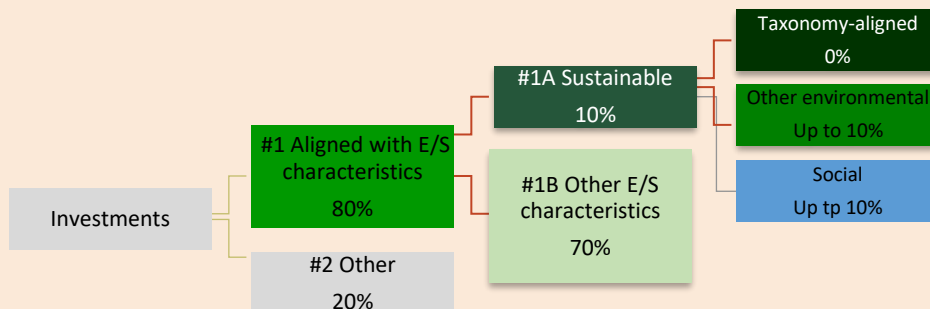 Investments
#1 Aligned with E/S
characteristics
80%
#2 Other
20%
#1A Sustainable
10%
#1B Other E/S
characteristics
70%
Taxonomy-aligned
0%
Other environmental
Up to 10%
Social
Up tp 10%